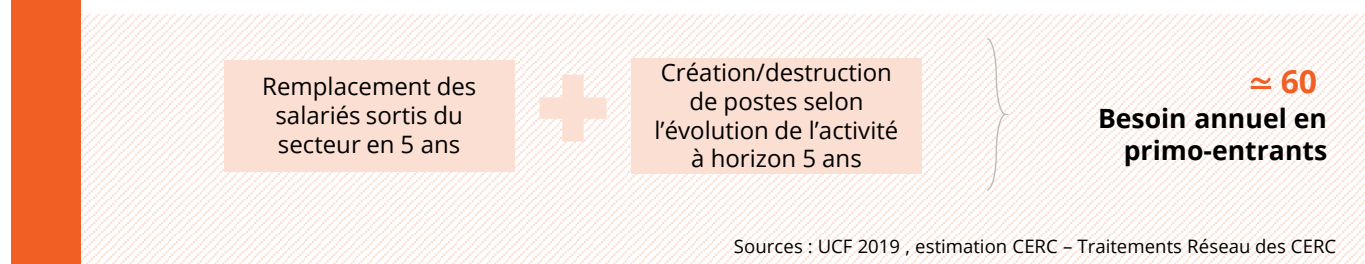 Remplacement des
salariés sortis du
secteur en 5 ans
Création/destruction
de postes selon
l’évolution de l’activité
à horizon 5 ans
≃ 60
Besoin annuel en
primo-entrants
Sources : UCF 2019 , estimation CERC – Traitements Réseau des CERC